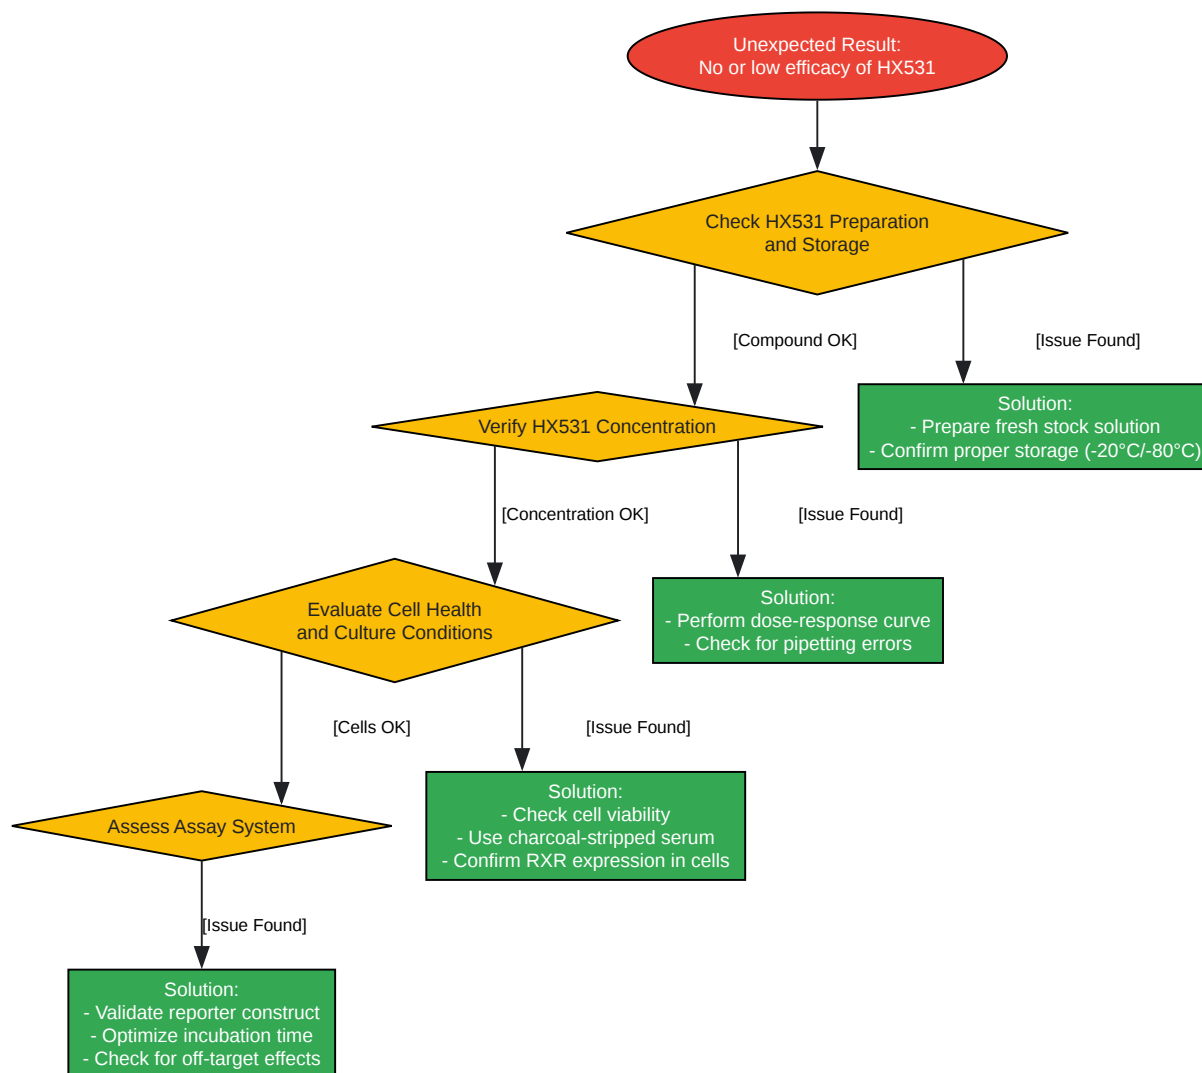 Unexpected Result:
No or low efficacy of HX531
Check HX531 Preparation
and Storage
[Compound OK]
[Issue Found]
Solution:
- Prepare fresh stock solution
- Confirm proper storage (-20°C/-80°C)
Verify HX531 Concentration
[Concentration OK]
[Issue Found]
Solution:
- Perform dose-response curve
- Check for pipetting errors
Evaluate Cell Health
and Culture Conditions
[Cells OK]
[Issue Found]
Solution:
- Check cell viability
- Use charcoal-stripped serum
- Confirm RXR expression in cells
Assess Assay System
[Issue Found]
Solution:
- Validate reporter construct
- Optimize incubation time
- Check for off-target effects